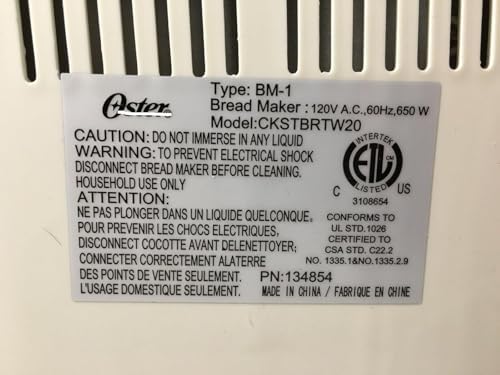 Oster
Type: BM-1
Bread Maker : 120V A.C.,60Hz,650 W
Model:CKSTBRTW20
CAUTION: DO NOT IMMERSE IN ANY LIQUID
WARNING: TO PREVENT ELECTRICAL SHOCK
DISCONNECT BREAD MAKER BEFORE CLEANING.
HOUSEHOLD USE ONLY
ATTENTION:
NE PAS PLONGER DANS UN LIQUIDE QUELCONQUE,
POUR PREVENIR LES CHOCS ELECTRIQUES,
DISCONNECT COCOTTE AVANT DELENETTOYER;
CONNECTER CORRECTEMENT ALATERRE
DES POINTS DE VENTE SEULEMENT.
L'USAGE DOMESTIQUE SEULEMENT.
INTERTEK
ETL
CM
LISTED
C US
3108654
CONFORMS TO
UL STD.1026
CERTIFIED TO
CSA STD. C22.2
NO. 1335.1&NO.1335.2.9
PN:134854
MADE IN CHINA / FABRIQUE EN CHINE